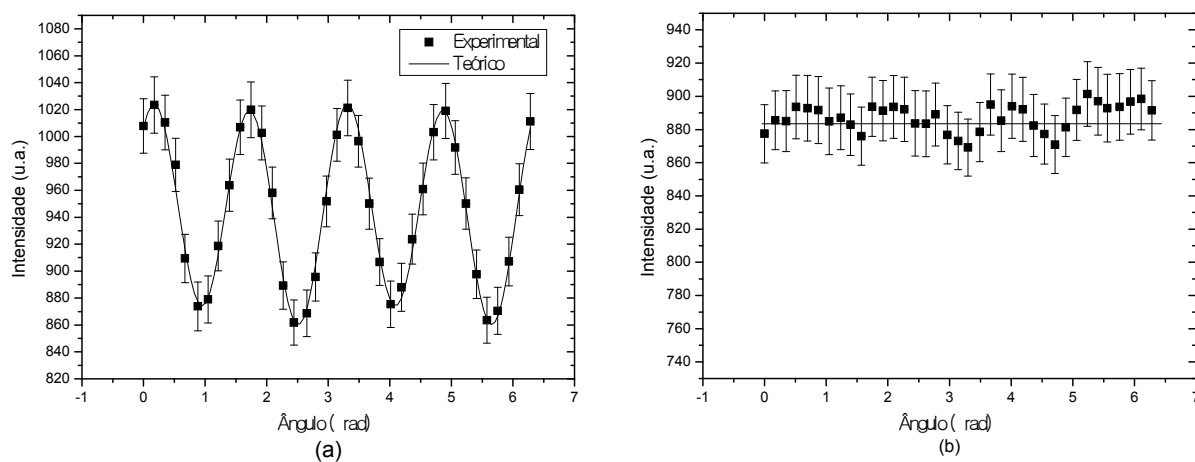 1080
1060
1040
1020
1000
980
960
940
920
900
880
860
840
820
Intensidade (u.a.)
Experimental
Teórico
-1 0 1 2 3 4 5 6 7
Ângulo ( rad)
(a)
940
920
900
880
860
840
820
800
780
760
740
Intensidade (u.a.)
-1 0 1 2 3 4 5 6 7
Ângulo ( rad)
(b)